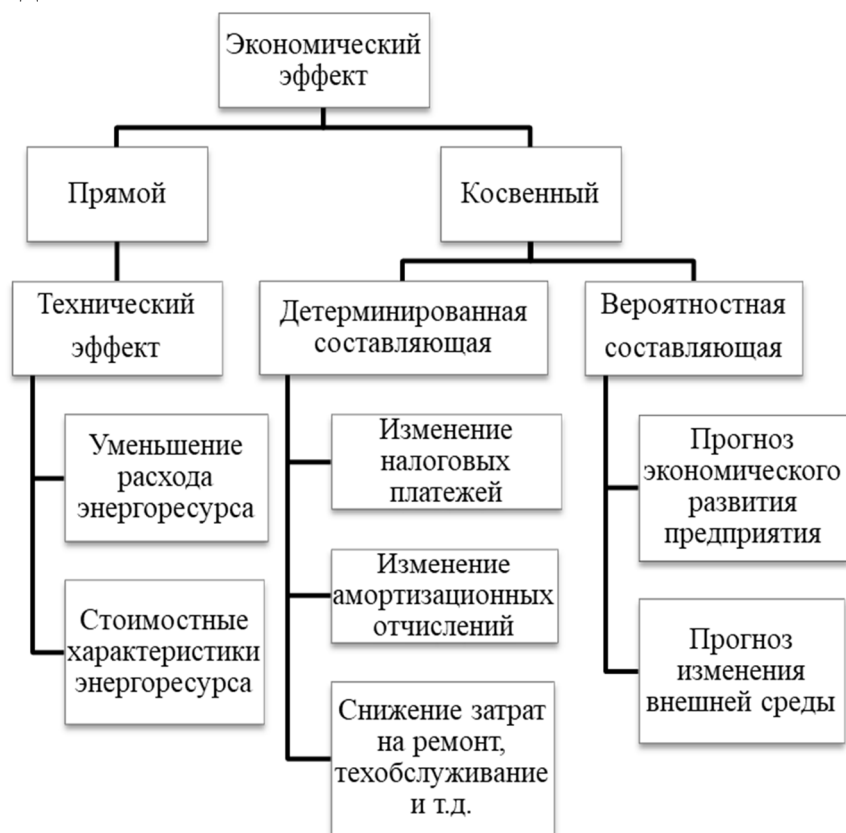 Экономический
эффект
Прямой
Косвенный
Технический
эффект
Детерминированная
составляющая
Вероятностная
составляющая
Уменьшение
расхода
энергоресурса
Стоимостные
характеристики
энергоресурса
Изменение
налоговых
платежей
Изменение
амортизационных
отчислений
Снижение затрат
на ремонт,
техобслуживание
и т.д.
Прогноз
экономического
развития
предприятия
Прогноз
изменения
внешней среды